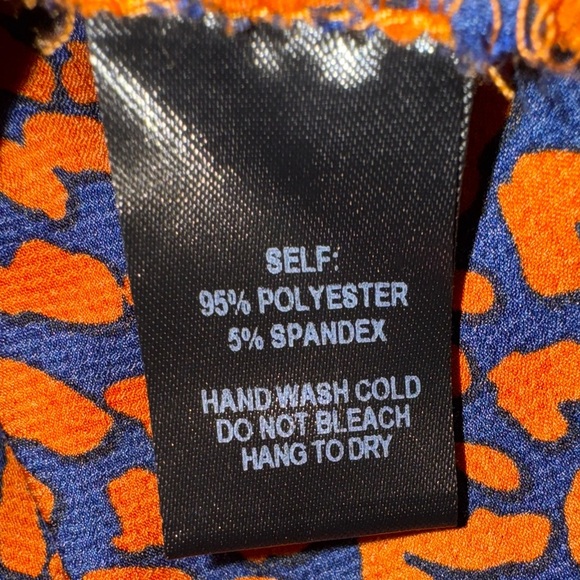 SELF:
95% POLYESTER
5% SPANDEX
HAND WASH COLD
DO NOT BLEACH
HANG TO DRY